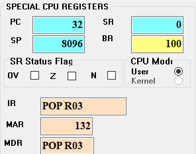 SPECIAL CPU REGISTERS
PC 32 SR 0
SP 8096 BR 100
SR Status Flag CPU Mod
OV Z N User
Kernel
IR POP R03
MAR 132
MDR POP R03